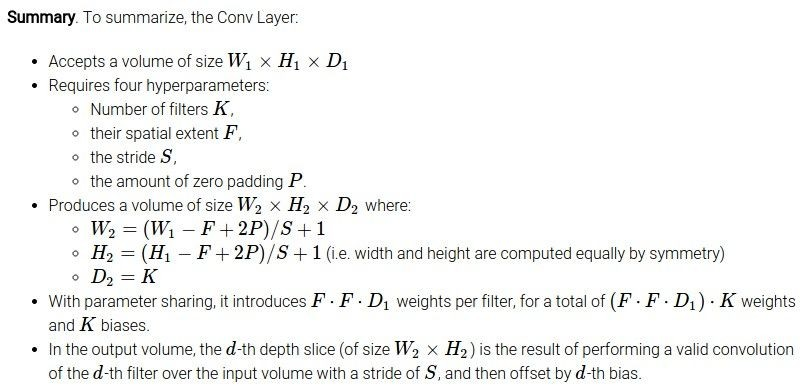 Summary. To summarize, the Conv Layer:
• Accepts a volume of size W₁ × H₁ × D₁
• Requires four hyperparameters:
◦ Number of filters K,
◦ their spatial extent F,
◦ the stride S,
◦ the amount of zero padding P.
• Produces a volume of size W₂ × H₂ × D₂ where:
◦ W₂ = (W₁ − F + 2P)/S + 1
◦ H₂ = (H₁ − F + 2P)/S + 1 (i.e. width and height are computed equally by symmetry)
◦ D₂ = K
• With parameter sharing, it introduces F · F · D₁ weights per filter, for a total of (F · F · D₁) · K weights
and K biases.
• In the output volume, the d-th depth slice (of size W₂ × H₂) is the result of performing a valid convolution
of the d-th filter over the input volume with a stride of S, and then offset by d-th bias.